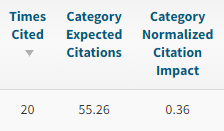 Times Category Category
Cited Expected Normalized
Citations Citation
Impact
20 55.26 0.36